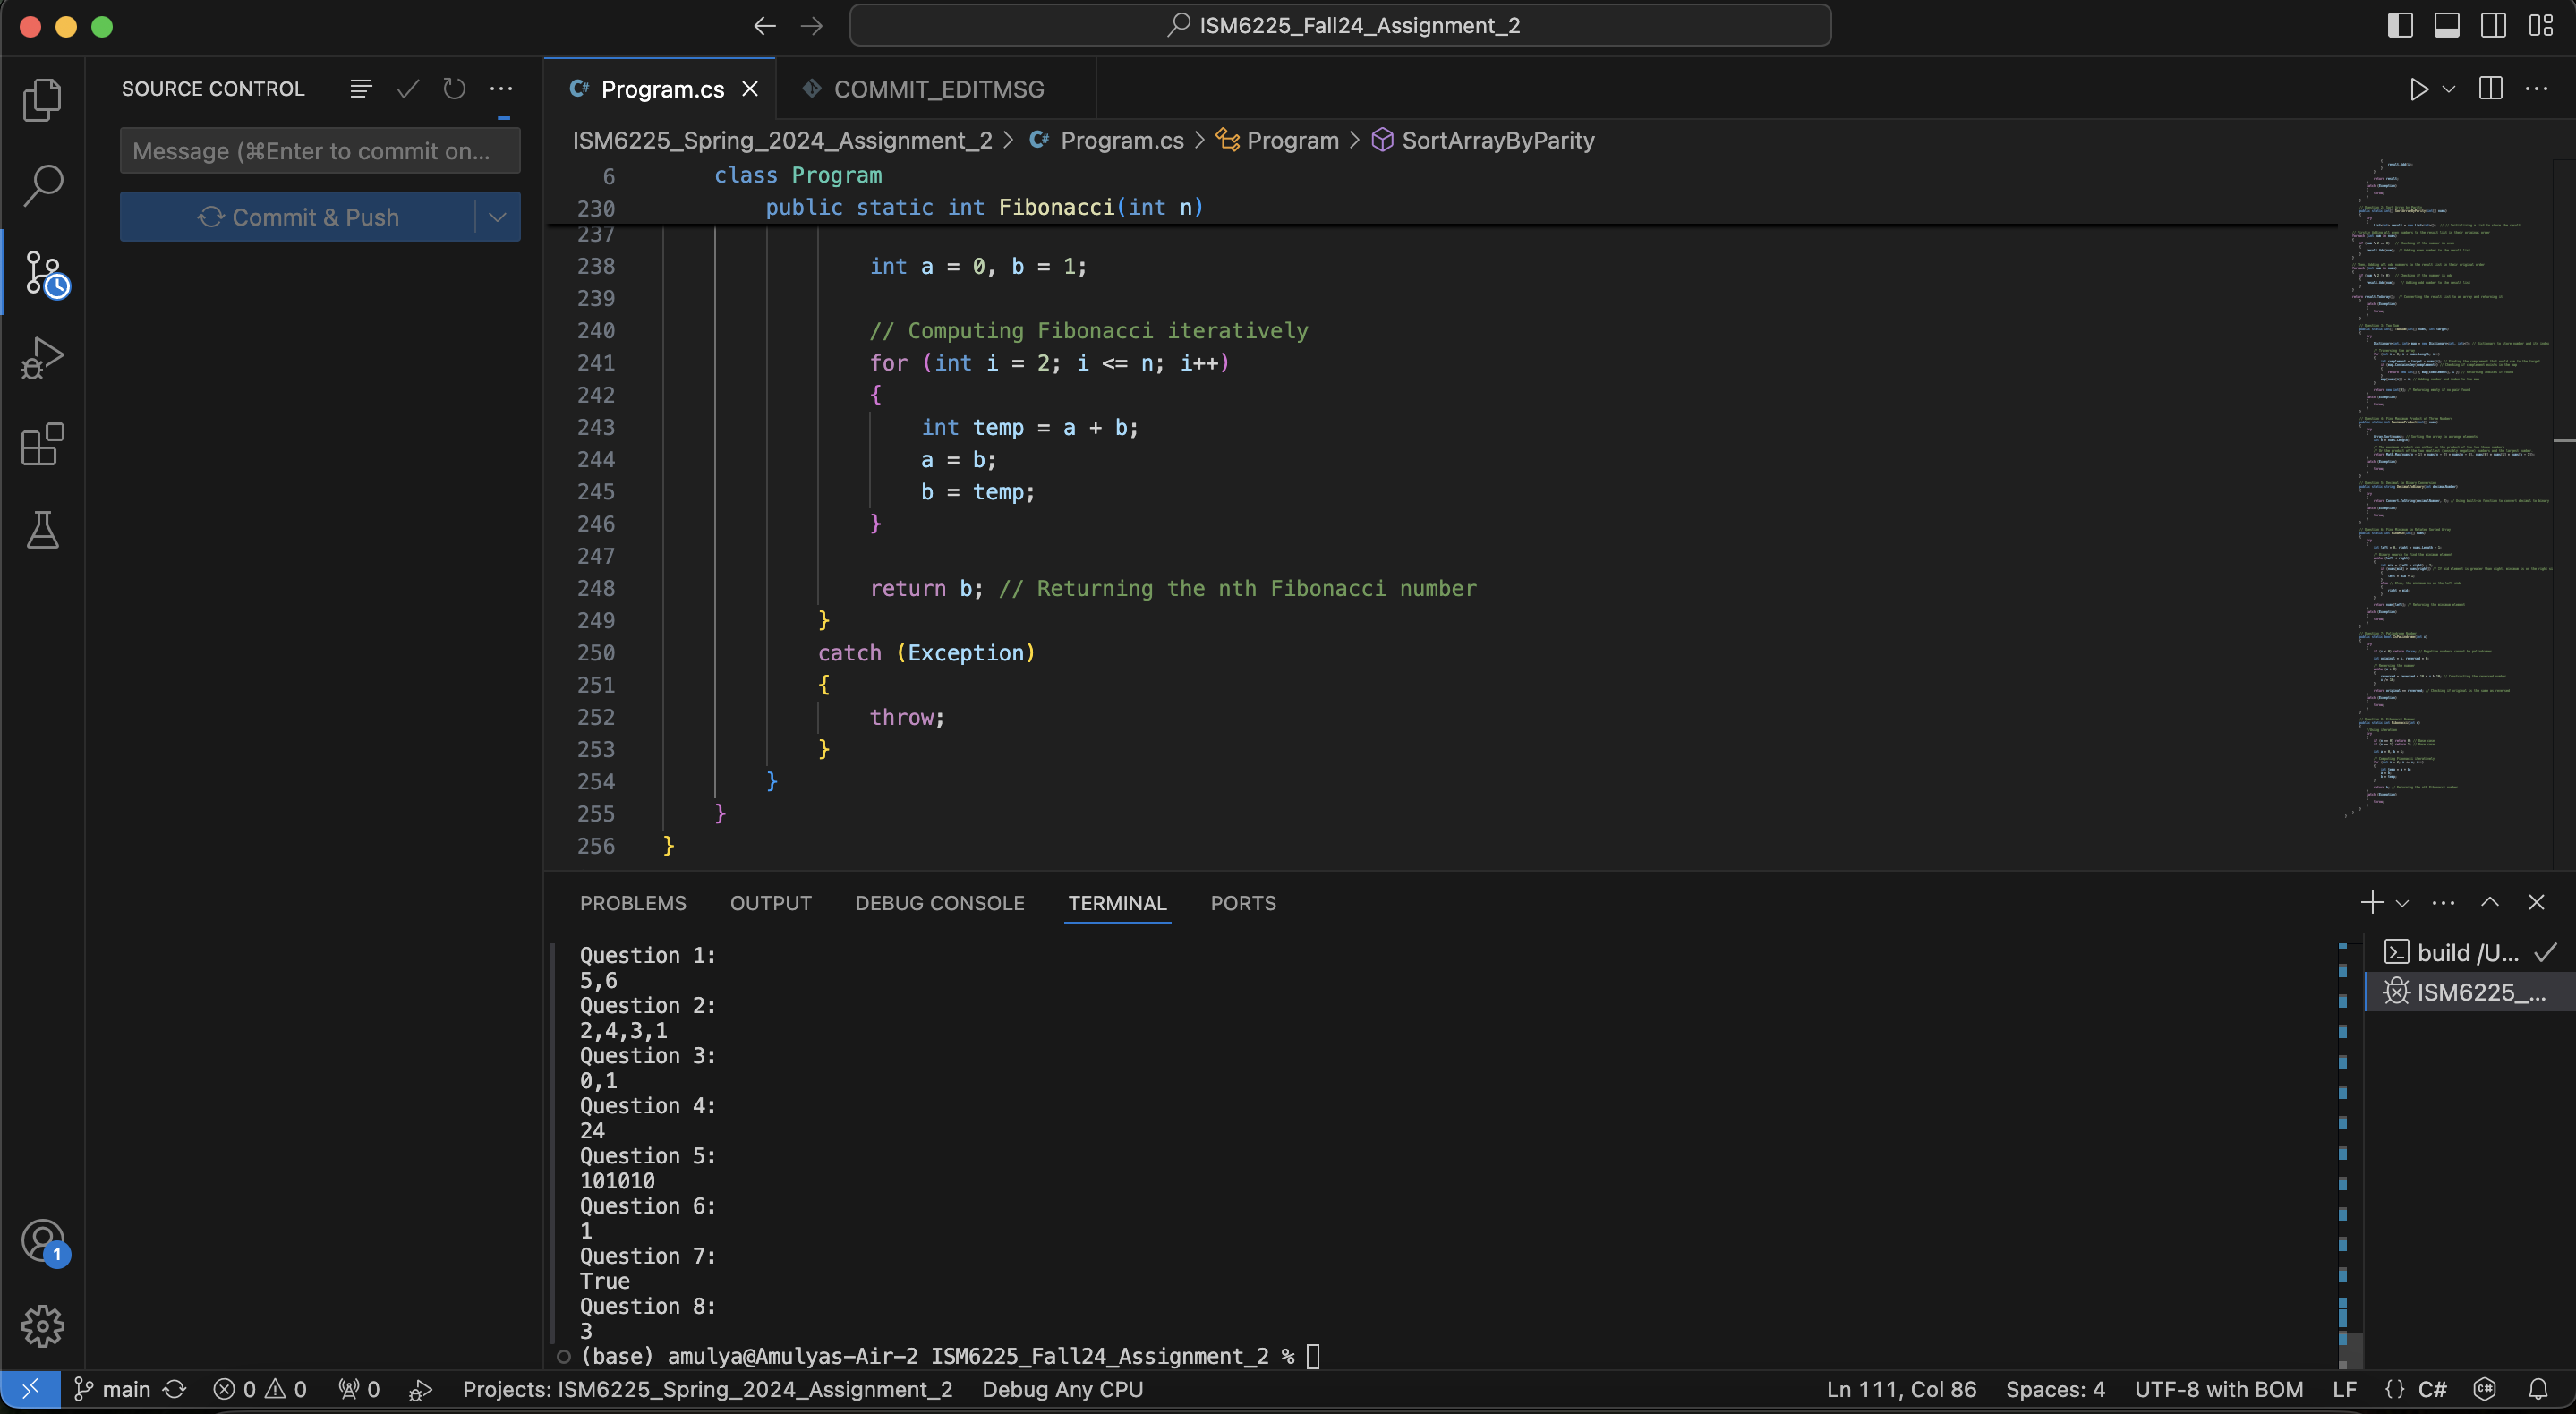 ISM6225_Fall24_Assignment_2
SOURCE CONTROL
Message (⌘Enter to commit on...
Commit & Push
Program.cs
COMMIT_EDITMSG
ISM6225_Spring_2024_Assignment_2 > Program.cs > Program > SortArrayByParity
6 class Program
230 public static int Fibonacci(int n)
237
238 int a = 0, b = 1;
239
240 // Computing Fibonacci iteratively
241 for (int i = 2; i <= n; i++)
242 {
243 int temp = a + b;
244 a = b;
245 b = temp;
246 }
247
248 return b; // Returning the nth Fibonacci number
249 }
250 catch (Exception)
251 {
252 throw;
253 }
254 }
255 }
256 }
PROBLEMS OUTPUT DEBUG CONSOLE TERMINAL PORTS
Question 1:
5,6
Question 2:
2,4,3,1
Question 3:
0,1
Question 4:
24
Question 5:
101010
Question 6:
1
Question 7:
True
Question 8:
3
(base) amulya@Amulyas-Air-2 ISM6225_Fall24_Assignment_2 %
build /U...
ISM6225_...
1
main 0 0 0 Projects: ISM6225_Spring_2024_Assignment_2 Debug Any CPU Ln 111, Col 86 Spaces: 4 UTF-8 with BOM LF {} C#